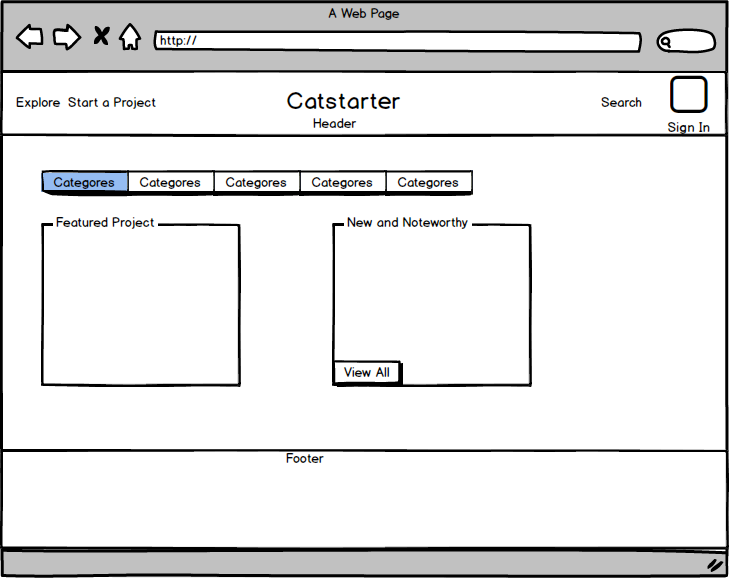 A Web Page
http://
Explore Start a Project
Catstarter
Header
Search
Sign In
Categores Categores Categores Categores Categores
Featured Project
New and Noteworthy
View All
Footer